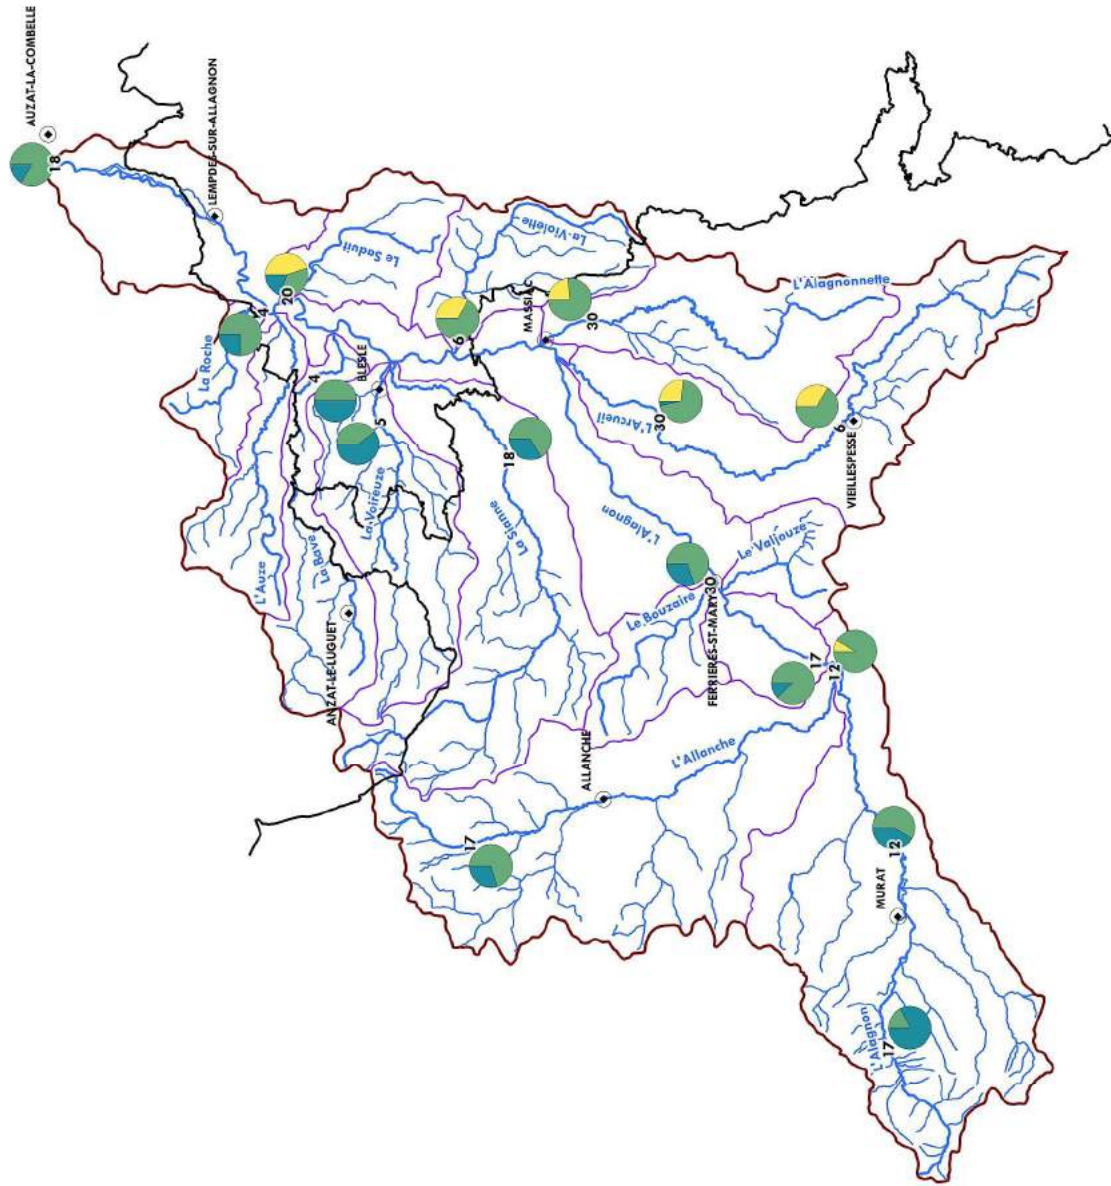 AUZAT-LA-COMBELLE
18
LEMPDES-SUR-ALLAGNON
La Roche
4
20
Le Saduit
La Violette
L'Auze
4
BLESLE
5
6
MASSIAC
30
L'Alagnonnette
La Bave
La Voireuze
18
L'Arcueil
30
6
VIEILLESPESSE
ANZAT-LE-LUGUET
La Sianne
L'Alagnon
Le Bouzaire
Le Valjouze
FERRIERES-ST-MARY
30
17
12
ALLANCHE
L'Allanche
17
12
MURAT
L'Alagnon
17